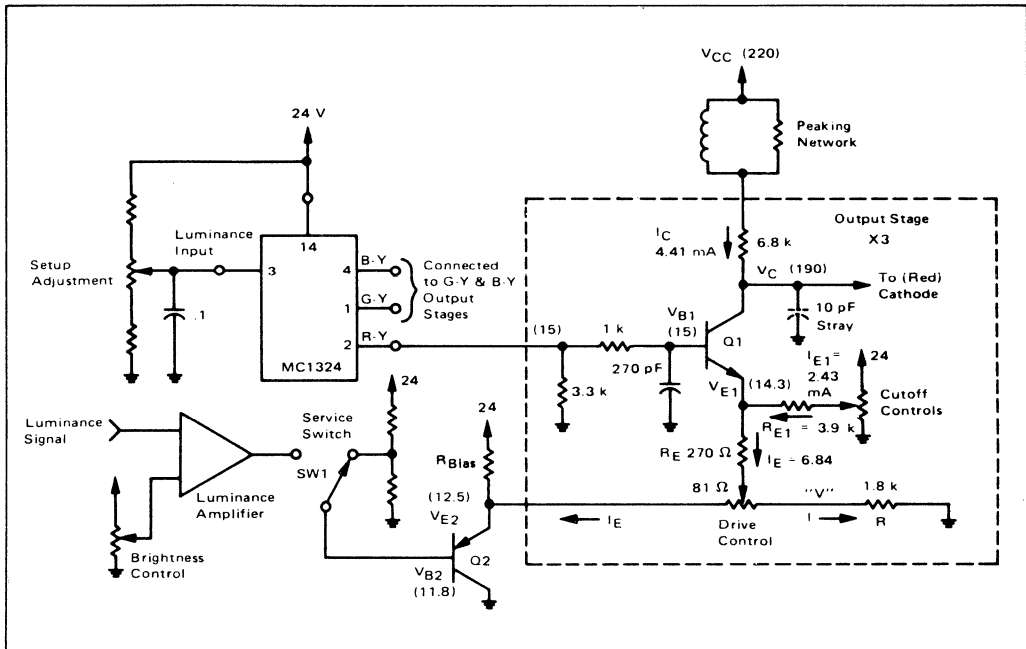 VCC (220)
Peaking
Network
24 V
Luminance
Input
14
3
4
1
2
MC1324
B-Y
G-Y
R-Y
Connected
to G-Y & B-Y
Output
Stages
Setup
Adjustment
.1
Output Stage
X3
IC
4.41 mA
6.8 k
VC (190)
To (Red)
Cathode
10 pF
Stray
(15)
1 k
VB1
(15)
Q1
270 pF
3.3 k
VE1
(14.3)
IE1 =
2.43
mA
24
Cutoff
Controls
RE1 = 3.9 k
RE 270 Ω
IE = 6.84
81 Ω
Drive
Control
"V"
I
1.8 k
R
IE
24
Service
Switch
SW1
Luminance
Signal
Luminance
Amplifier
Brightness
Control
24
RBias
(12.5)
VE2
Q2
VB2
(11.8)